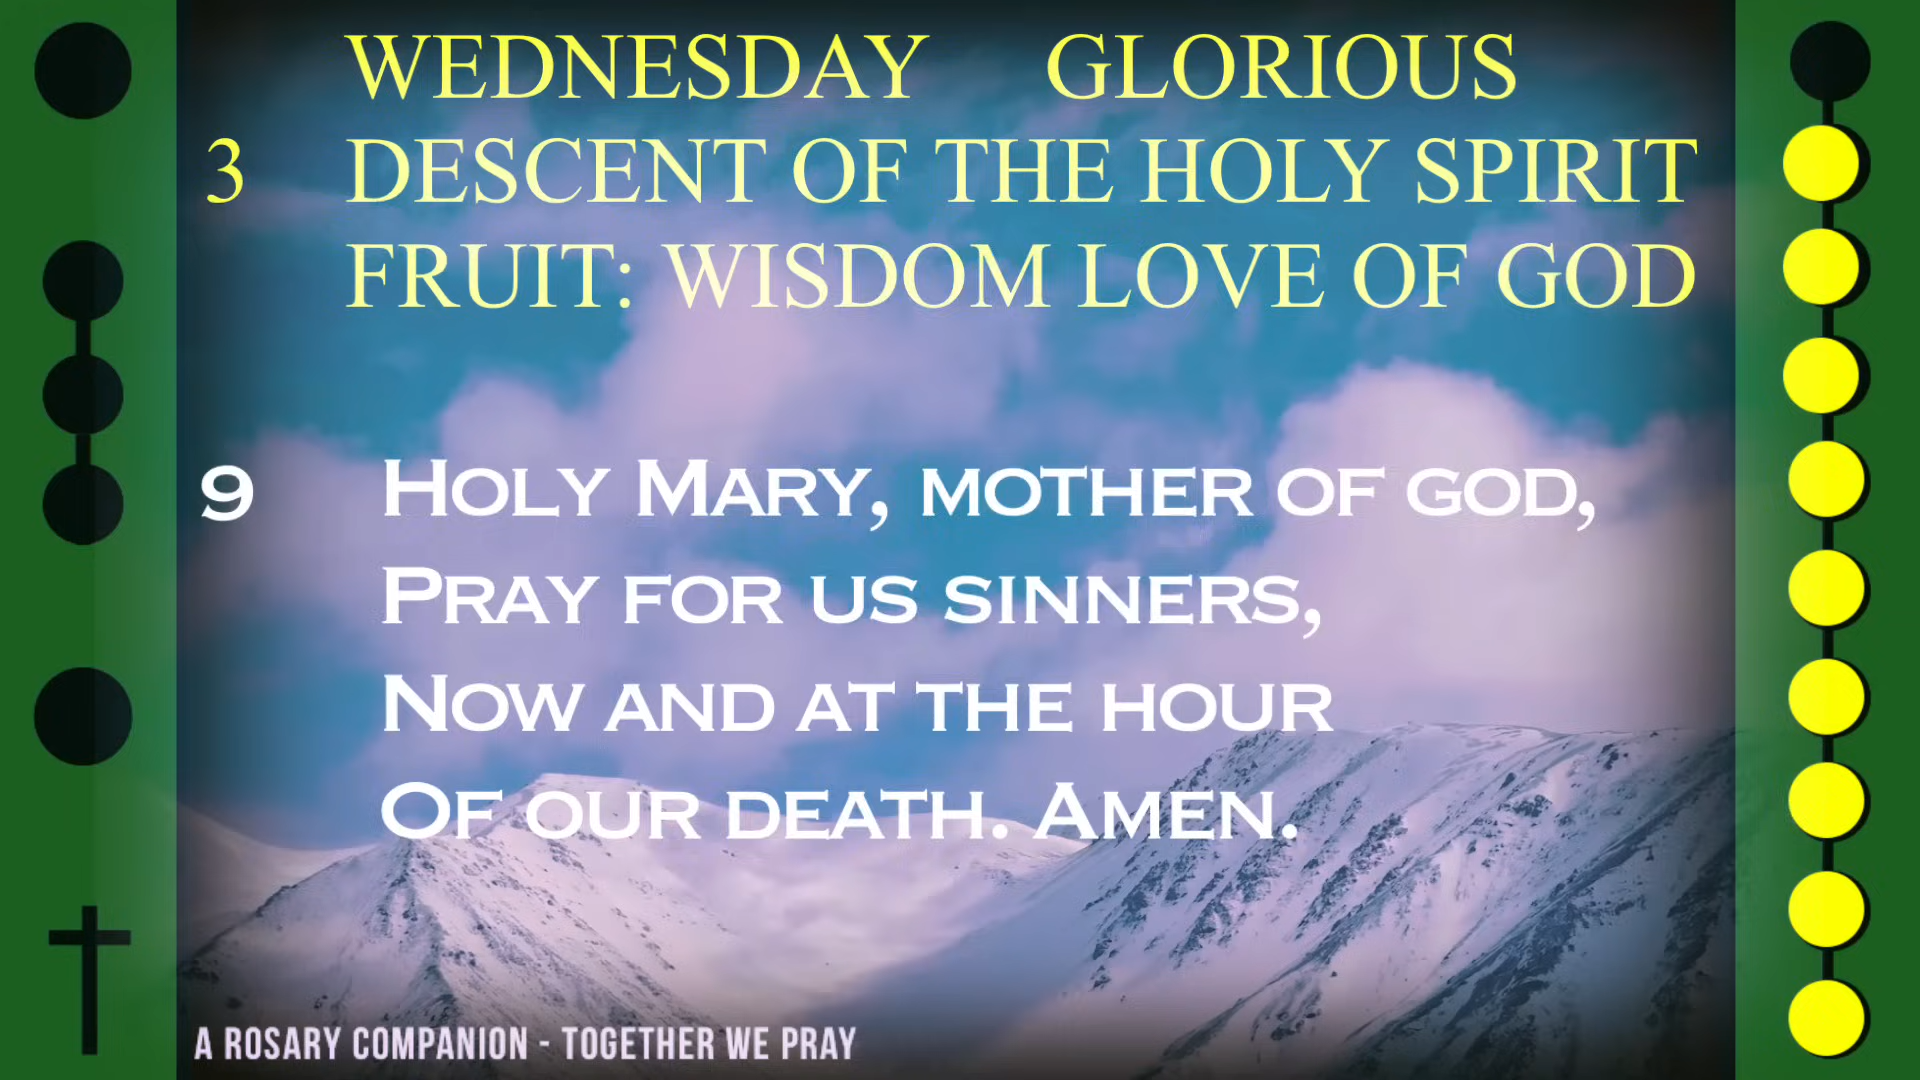 WEDNESDAY GLORIOUS
3 DESCENT OF THE HOLY SPIRIT
FRUIT: WISDOM LOVE OF GOD
9 HOLY MARY, MOTHER OF GOD,
PRAY FOR US SINNERS,
NOW AND AT THE HOUR
OF OUR DEATH. AMEN.
A ROSARY COMPANION - TOGETHER WE PRAY